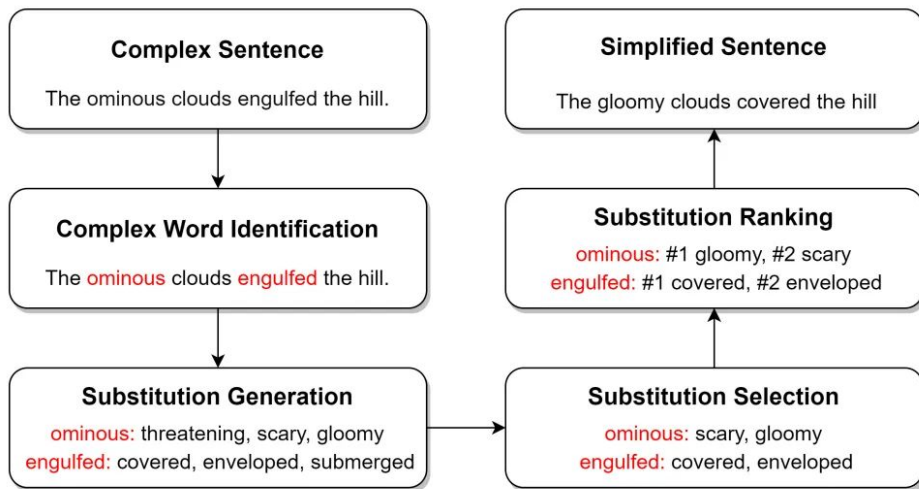 Complex Sentence
The ominous clouds engulfed the hill.
Complex Word Identification
The ominous clouds engulfed the hill.
Substitution Generation
ominous: threatening, scary, gloomy
engulfed: covered, enveloped, submerged
Substitution Selection
ominous: scary, gloomy
engulfed: covered, enveloped
Substitution Ranking
ominous: #1 gloomy, #2 scary
engulfed: #1 covered, #2 enveloped
Simplified Sentence
The gloomy clouds covered the hill